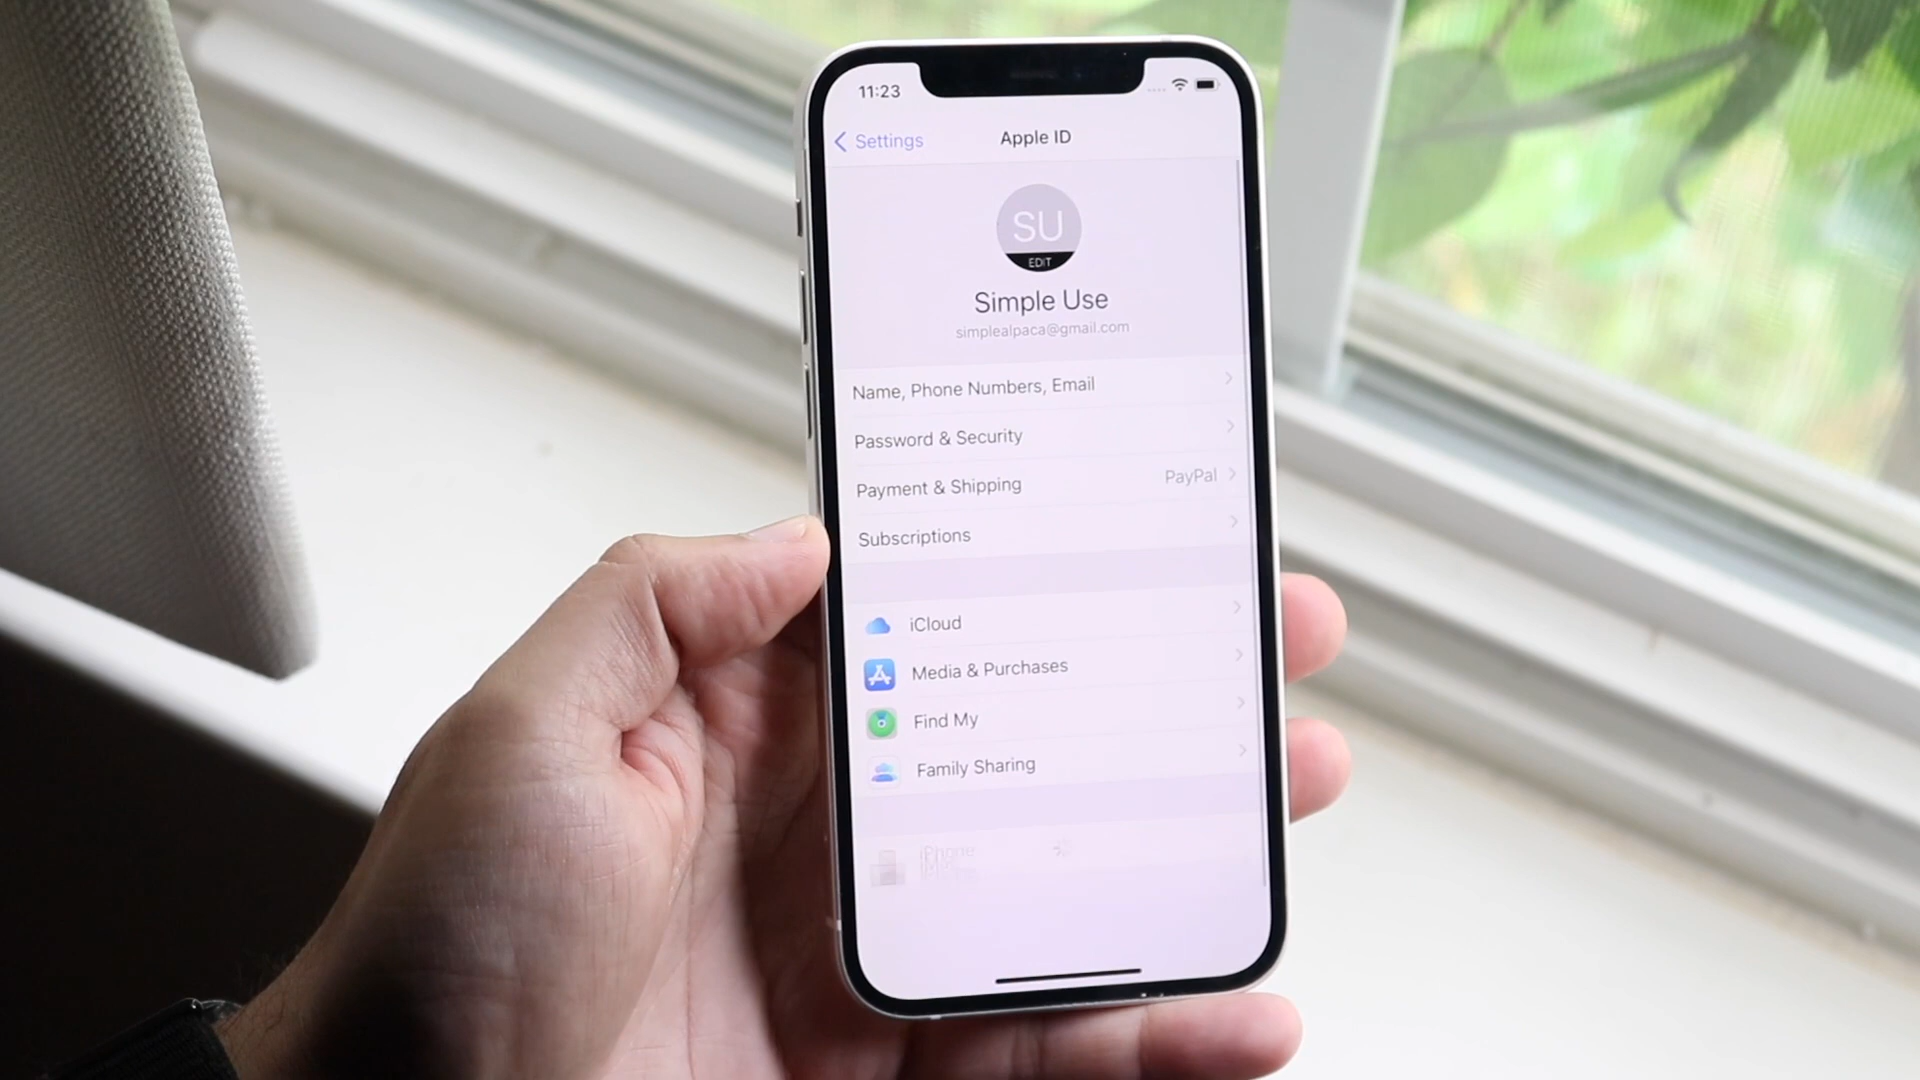 11:23
Settings
Apple ID
SU
EDIT
Simple Use
simplealpaca@gmail.com
Name, Phone Numbers, Email
Password & Security
Payment & Shipping PayPal
Subscriptions
iCloud
Media & Purchases
Find My
Family Sharing
iPhone